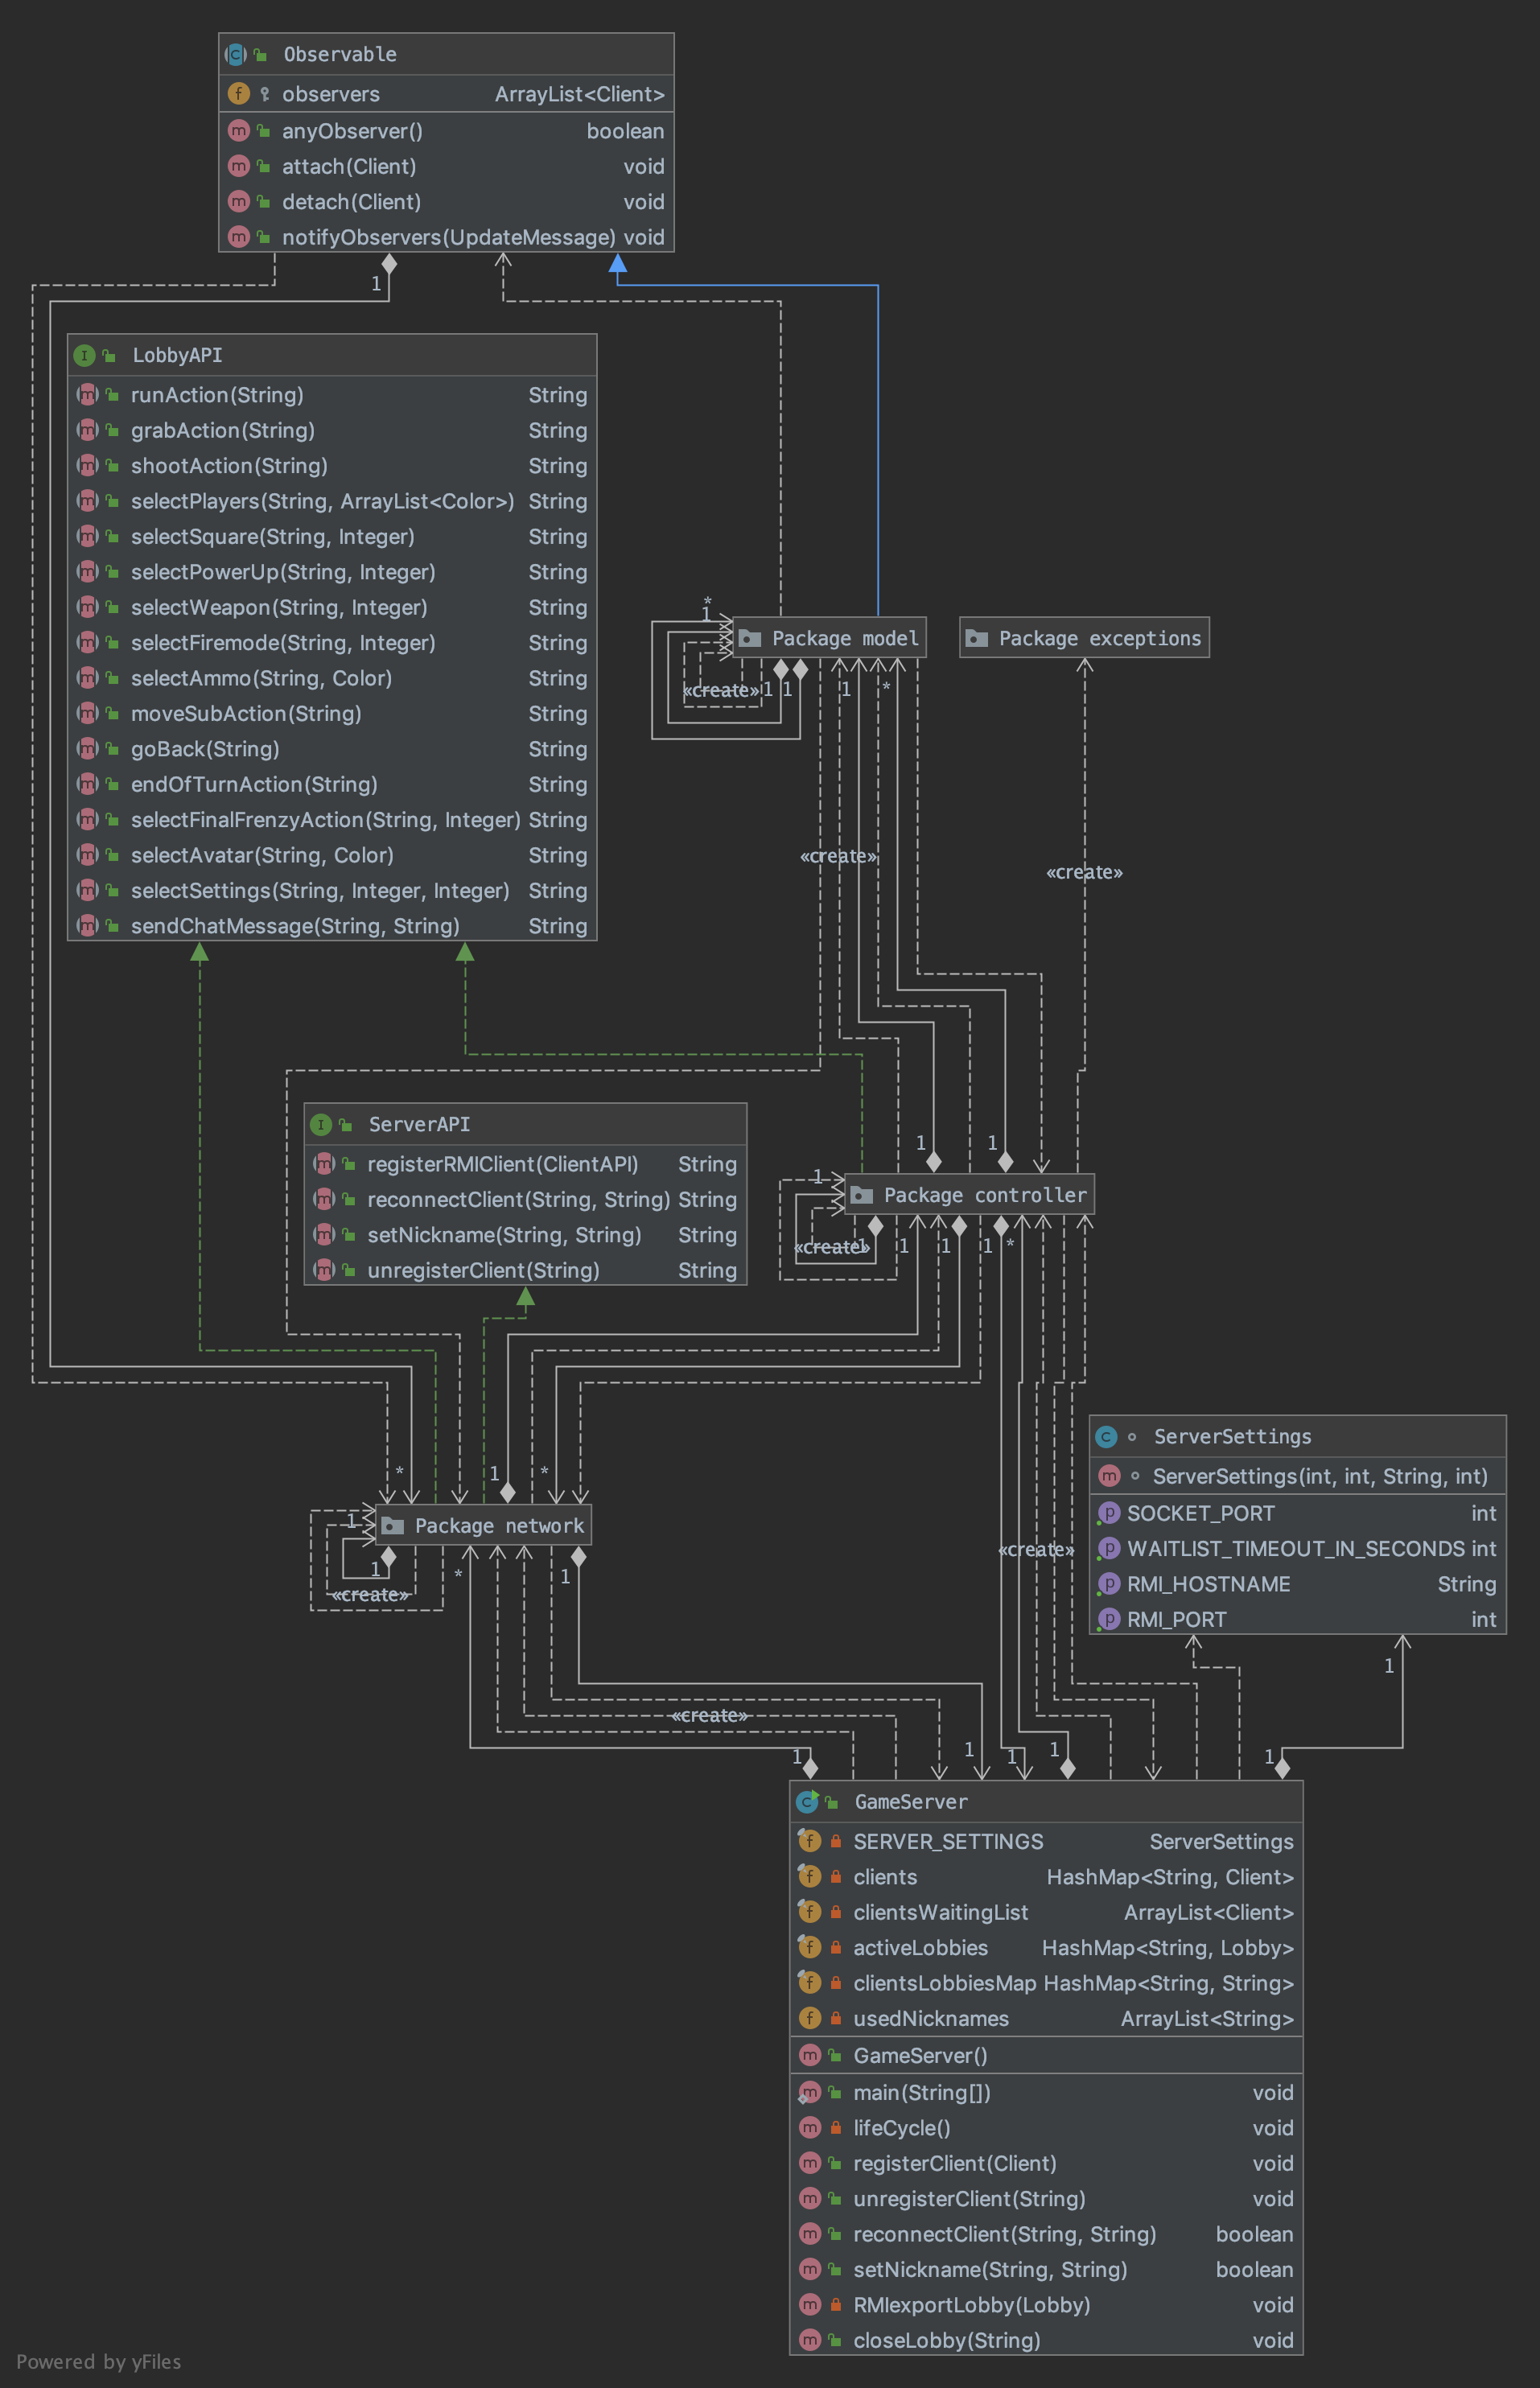 Observable
observers ArrayList<Client>
anyObserver() boolean
attach(Client) void
detach(Client) void
notifyObservers(UpdateMessage) void
1
LobbyAPI
runAction(String) String
grabAction(String) String
shootAction(String) String
selectPlayers(String, ArrayList<Color>) String
selectSquare(String, Integer) String
selectPowerUp(String, Integer) String
selectWeapon(String, Integer) String
selectFiremode(String, Integer) String
selectAmmo(String, Color) String
moveSubAction(String) String
goBack(String) String
endOfTurnAction(String) String
selectFinalFrenzyAction(String, Integer) String
selectAvatar(String, Color) String
selectSettings(String, Integer, Integer) String
sendChatMessage(String, String) String
*
1
Package model
Package exceptions
«create» 1 1 1 *
«create»
«create»
1 1
ServerAPI
registerRMIClient(ClientAPI) String
reconnectClient(String, String) String
setNickname(String, String) String
unregisterClient(String) String
1
Package controller
«create» 1 1 1 1 *
* 1 *
1
Package network
1 * 1
«create»
ServerSettings
ServerSettings(int, int, String, int)
SOCKET_PORT int
WAITLIST_TIMEOUT_IN_SECONDS int
RMI_HOSTNAME String
RMI_PORT int
«create»
1
«create»
1 1 1 1 1
GameServer
SERVER_SETTINGS ServerSettings
clients HashMap<String, Client>
clientsWaitingList ArrayList<Client>
activeLobbies HashMap<String, Lobby>
clientsLobbiesMap HashMap<String, String>
usedNicknames ArrayList<String>
GameServer()
main(String[]) void
lifeCycle() void
registerClient(Client) void
unregisterClient(String) void
reconnectClient(String, String) boolean
setNickname(String, String) boolean
RMIexportLobby(Lobby) void
closeLobby(String) void
Powered by yFiles